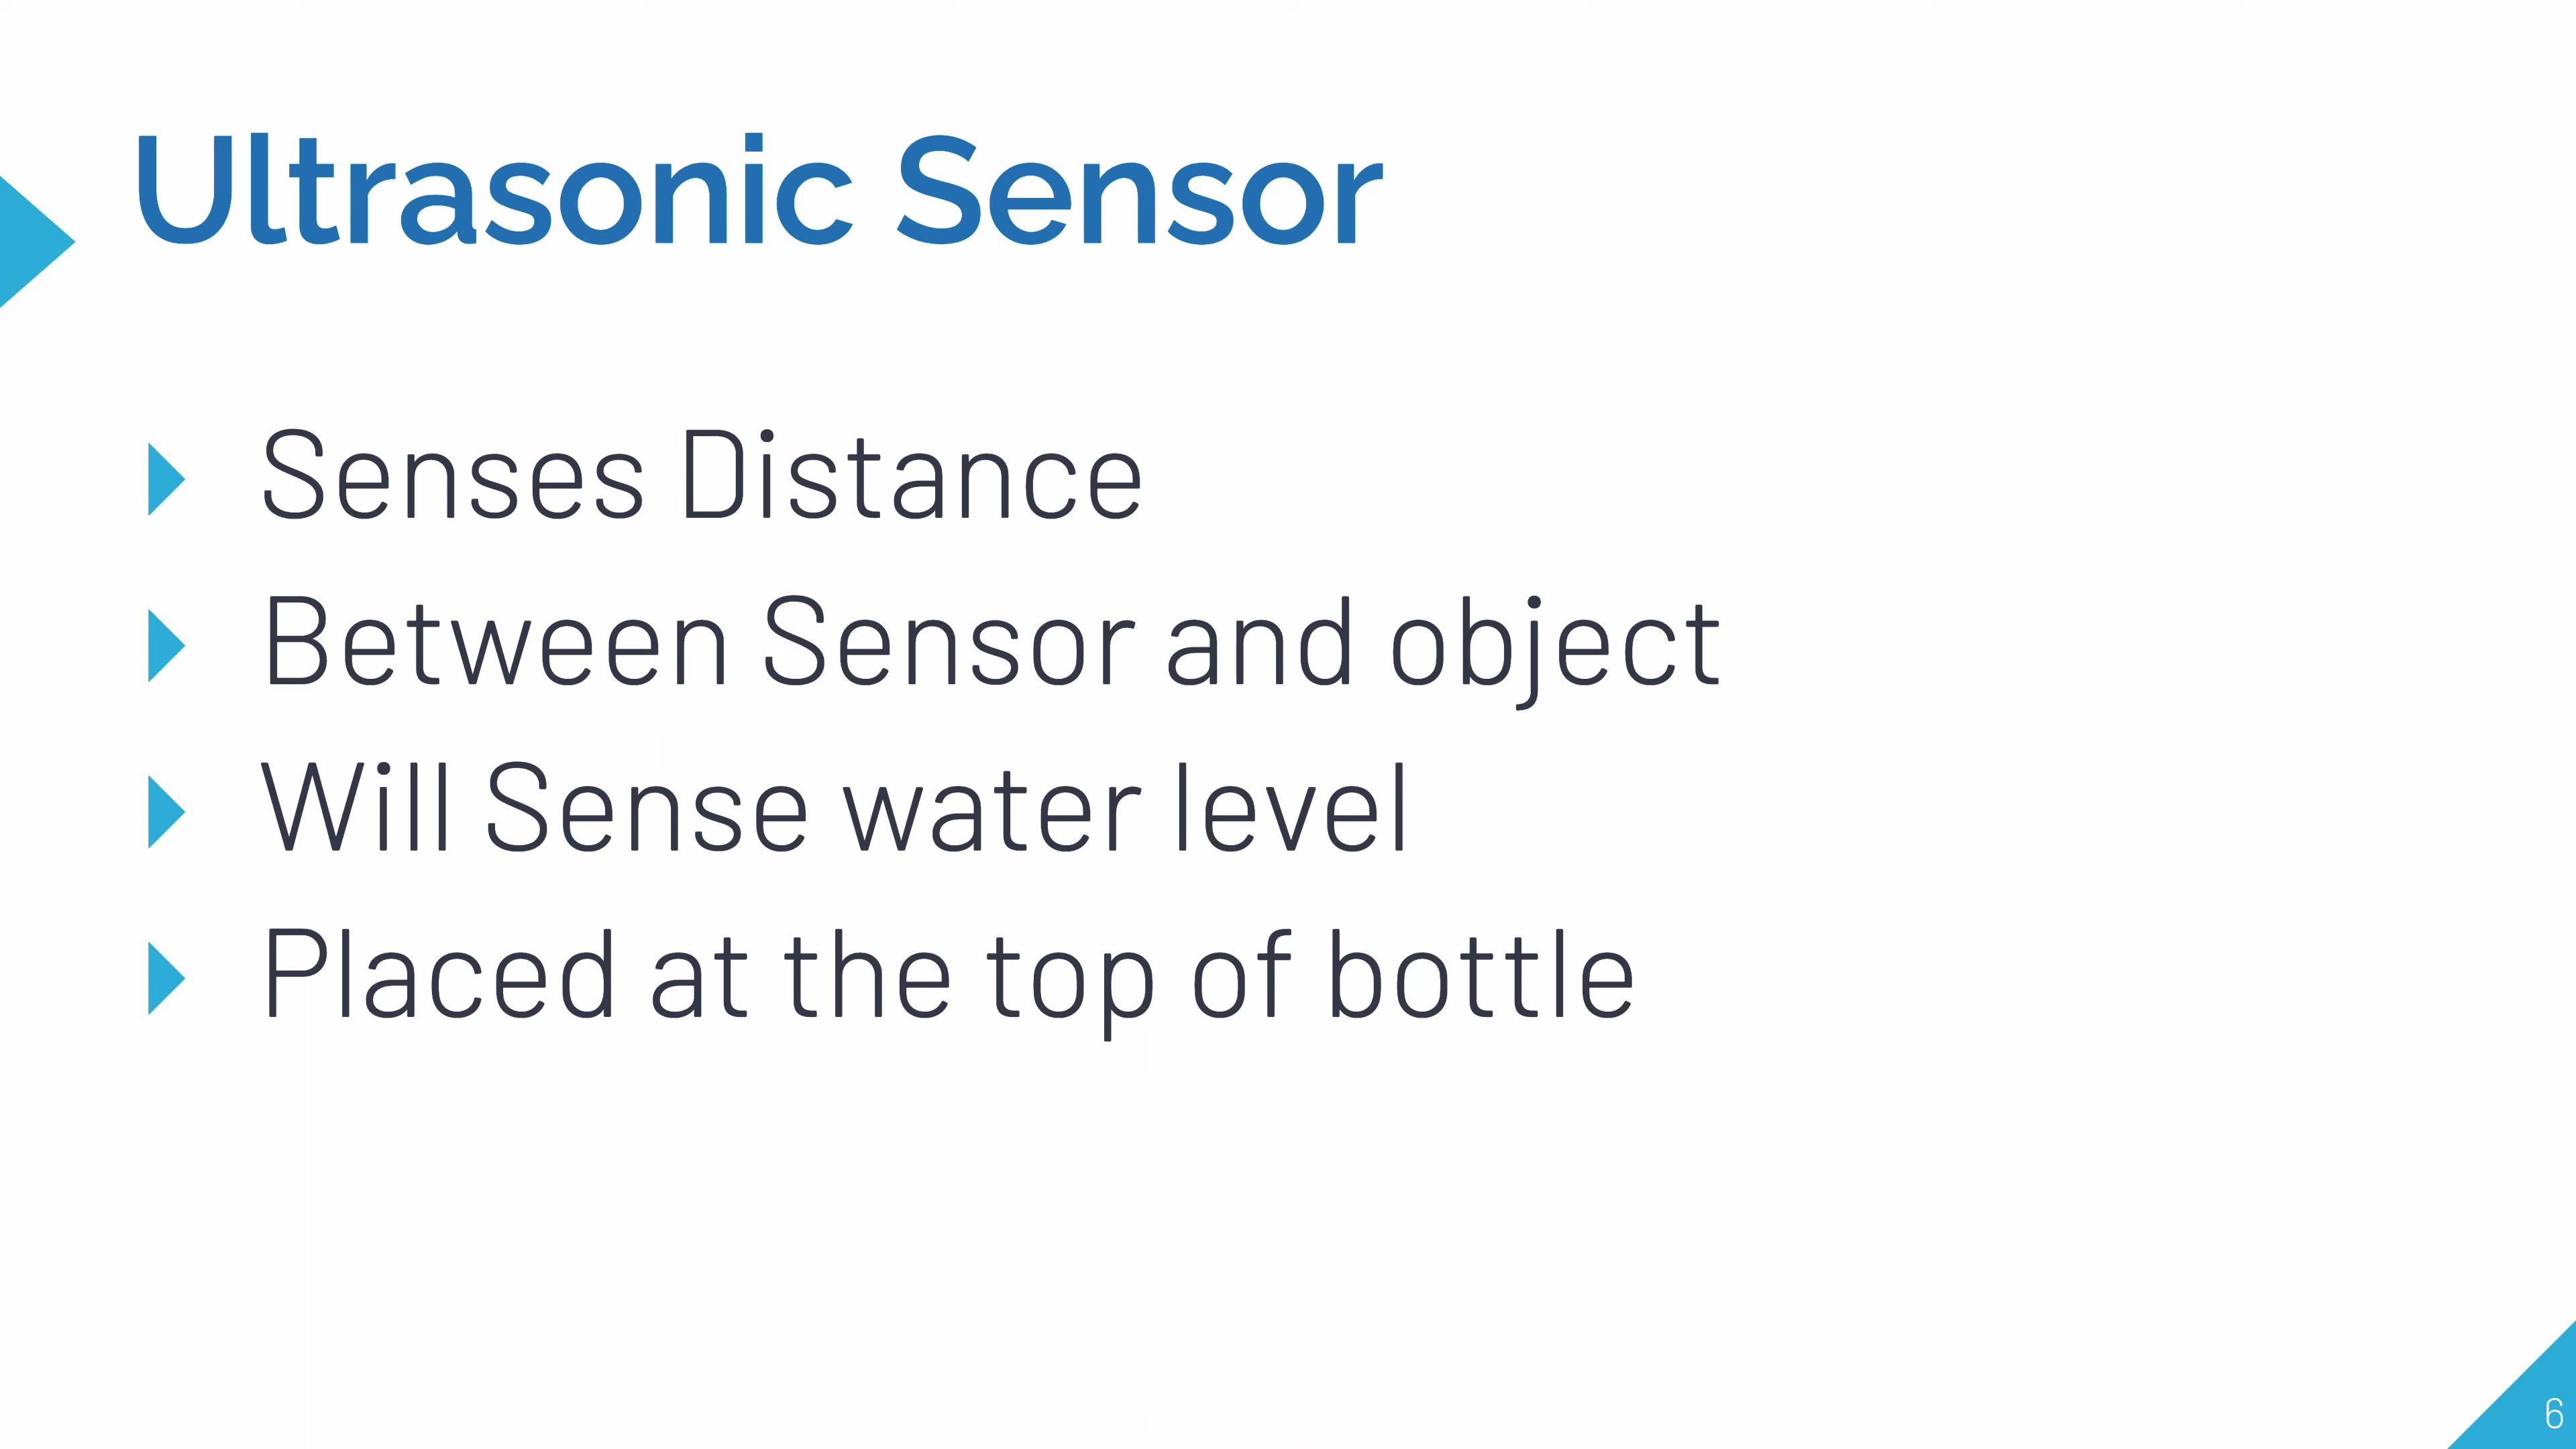 Ultrasonic Sensor
Senses Distance
Between Sensor and object
Will Sense water level
Placed at the top of bottle
6